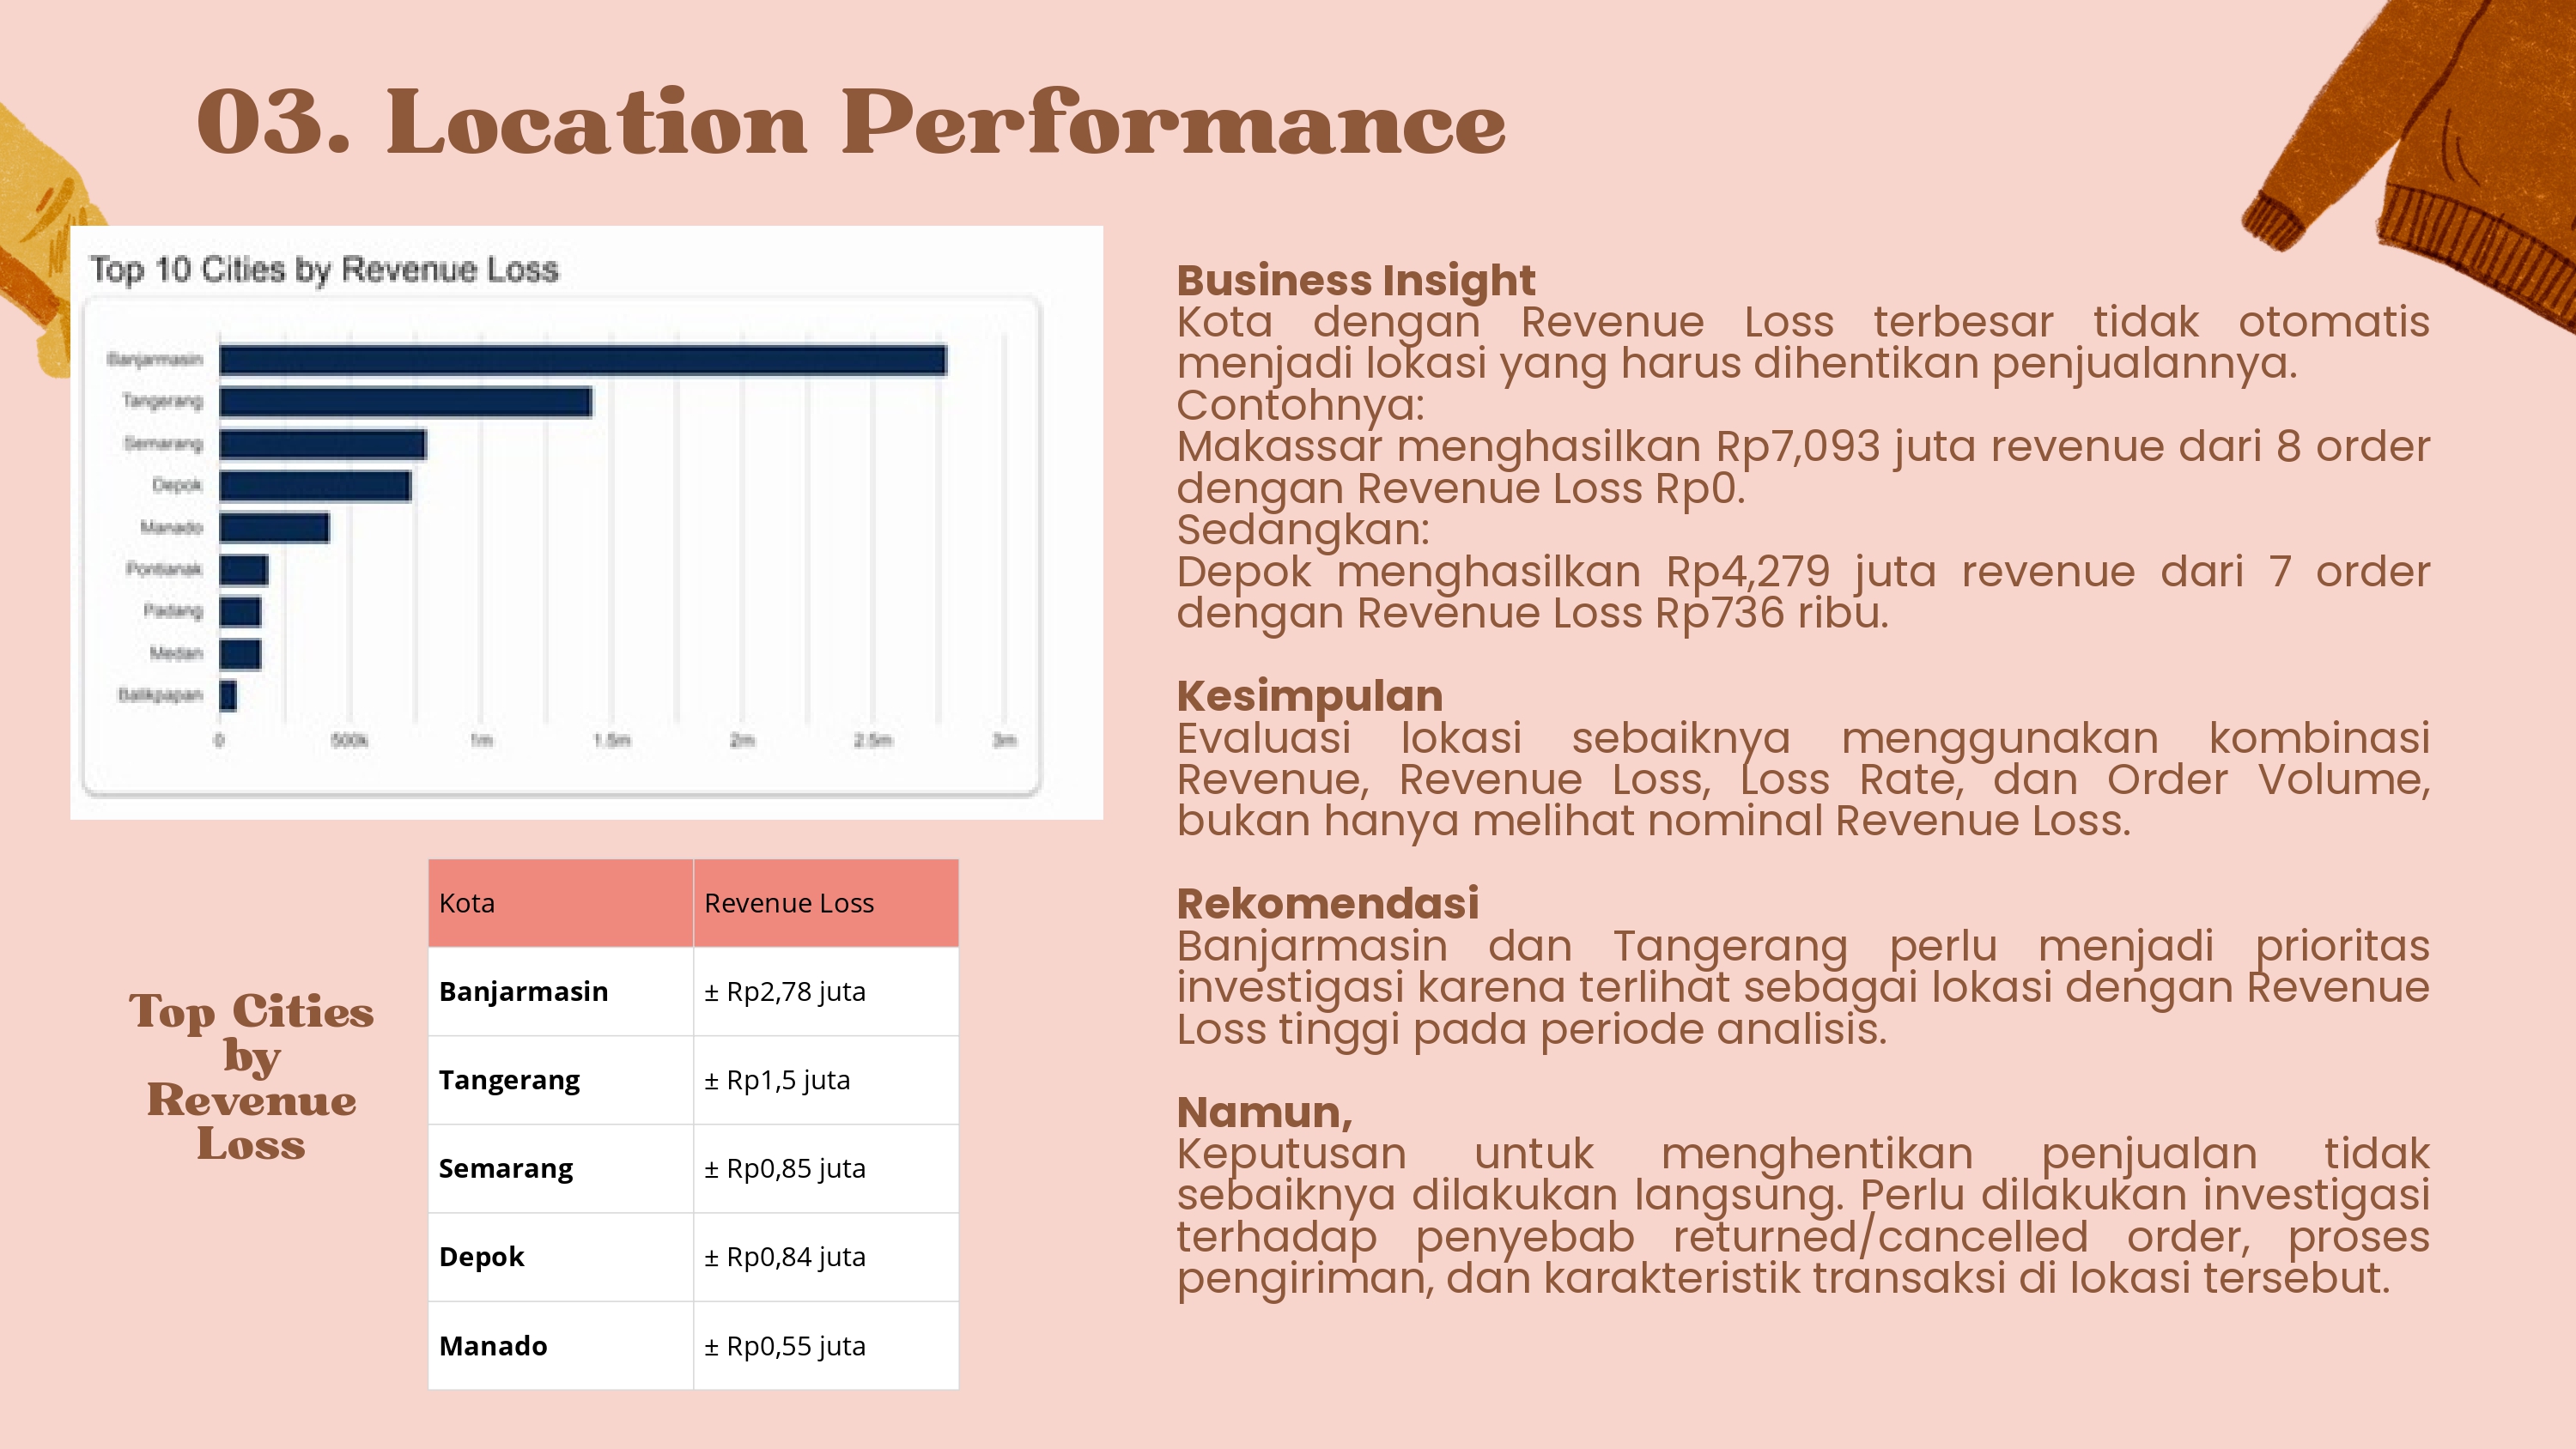 03. Location Performance
Top 10 Cities by Revenue Loss
Banjarmasin
Tangerang
Semarang
Depok
Manado
Pontianak
Padang
Medan
Balikpapan
0 500k 1m 1.5m 2m 2.5m 3m
Top Cities
by
Revenue
Loss
Kota Revenue Loss
Banjarmasin ± Rp2,78 juta
Tangerang ± Rp1,5 juta
Semarang ± Rp0,85 juta
Depok ± Rp0,84 juta
Manado ± Rp0,55 juta
Business Insight
Kota dengan Revenue Loss terbesar tidak otomatis
menjadi lokasi yang harus dihentikan penjualannya.
Contohnya:
Makassar menghasilkan Rp7,093 juta revenue dari 8 order
dengan Revenue Loss Rp0.
Sedangkan:
Depok menghasilkan Rp4,279 juta revenue dari 7 order
dengan Revenue Loss Rp736 ribu.
Kesimpulan
Evaluasi lokasi sebaiknya menggunakan kombinasi
Revenue, Revenue Loss, Loss Rate, dan Order Volume,
bukan hanya melihat nominal Revenue Loss.
Rekomendasi
Banjarmasin dan Tangerang perlu menjadi prioritas
investigasi karena terlihat sebagai lokasi dengan Revenue
Loss tinggi pada periode analisis.
Namun,
Keputusan untuk menghentikan penjualan tidak
sebaiknya dilakukan langsung. Perlu dilakukan investigasi
terhadap penyebab returned/cancelled order, proses
pengiriman, dan karakteristik transaksi di lokasi tersebut.